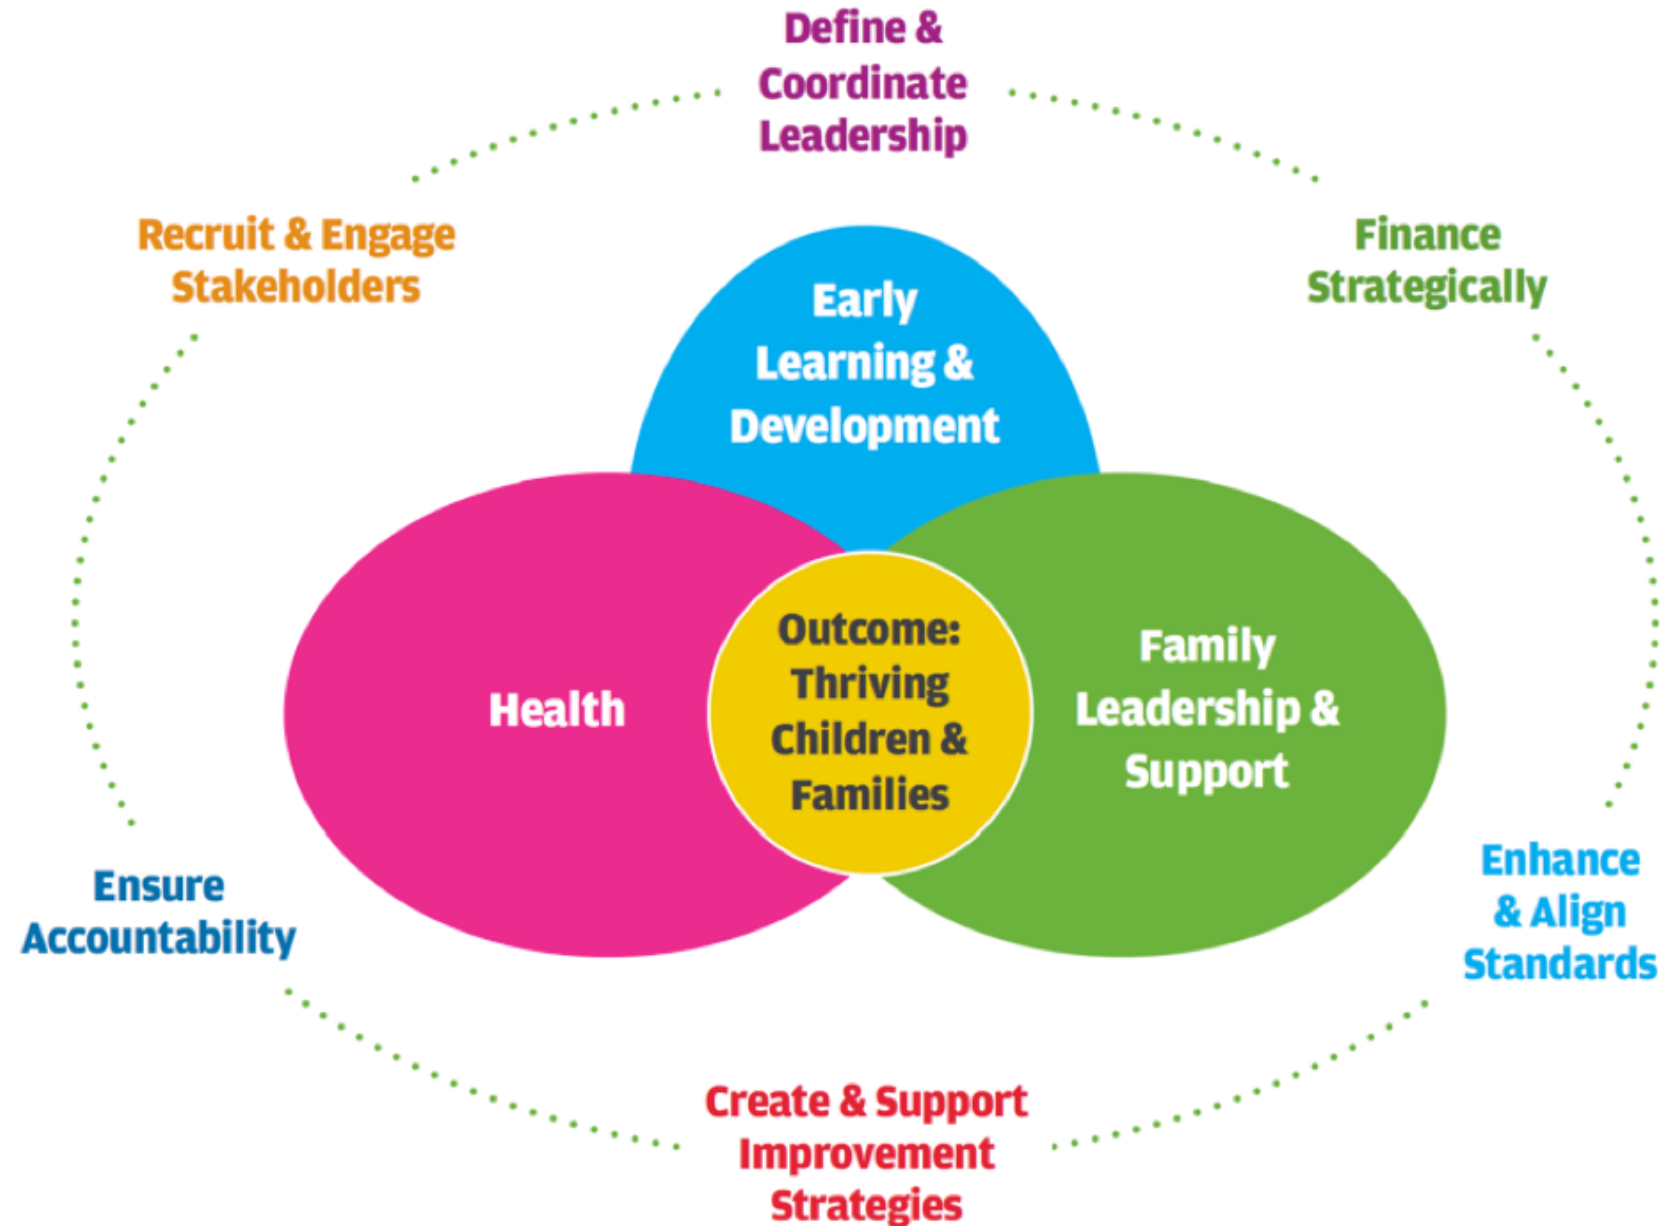 Define &
Coordinate
Leadership
Recruit & Engage
Stakeholders
Finance
Strategically
Early
Learning &
Development
Health
Outcome:
Thriving
Children &
Families
Family
Leadership &
Support
Ensure
Accountability
Enhance
& Align
Standards
Create & Support
Improvement
Strategies